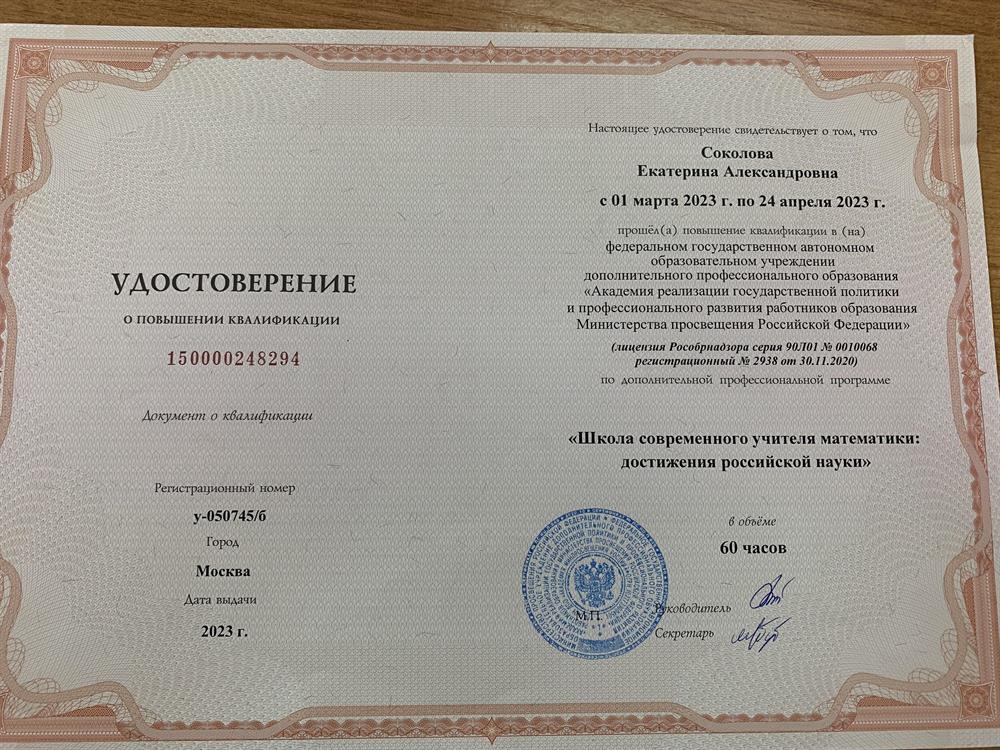 УДОСТОВЕРЕНИЕ
О ПОВЫШЕНИИ КВАЛИФИКАЦИИ
150000248294
Документ о квалификации
Регистрационный номер
у-050745/б
Город
Москва
Дата выдачи
2023 г.
Настоящее удостоверение свидетельствует о том, что
Соколова
Екатерина Александровна
с 01 марта 2023 г. по 24 апреля 2023 г.
прошёл(а) повышение квалификации в (на)
федеральном государственном автономном
образовательном учреждении
дополнительного профессионального образования
«Академия реализации государственной политики
и профессионального развития работников образования
Министерства просвещения Российской Федерации»
(лицензия Рособрнадзора серия 90Л01 № 0010068
регистрационный № 2938 от 30.11.2020)
по дополнительной профессиональной программе
«Школа современного учителя математики:
достижения российской науки»
в объёме
60 часов
М.П.
Руководитель
Секретарь